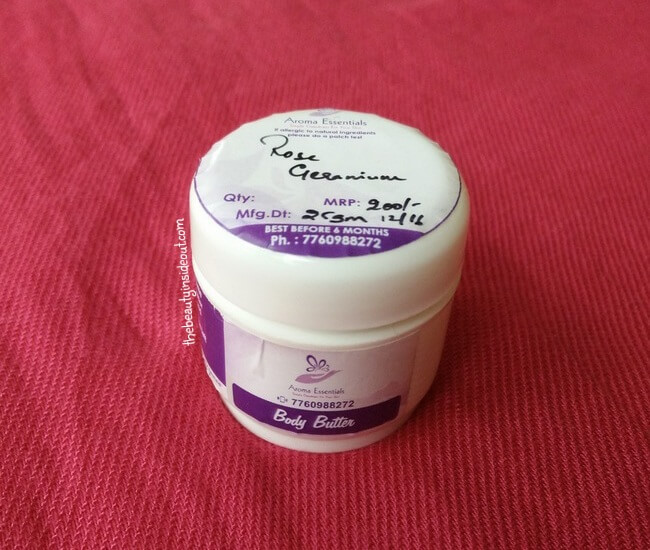 Aroma Essentials
If allergic to natural ingredients
please do a patch test
Rose
Geranium
Qty: MRP: 200/-
Mfg.Dt: 25gm 12/16
BEST BEFORE 6 MONTHS
Ph. : 7760988272
thebeautyinsideout.com
Aroma Essentials
7760988272
Body Butter